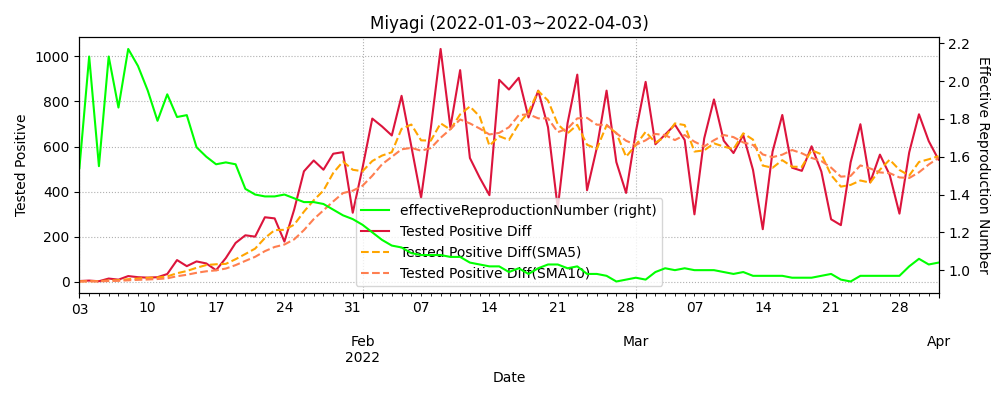 Miyagi (2022-01-03~2022-04-03)
Tested Positive
1000
800
600
400
200
0
2.2
2.0
1.8
1.6
1.4
1.2
1.0
Effective Reproduction Number
effectiveReproductionNumber (right)
Tested Positive Diff
Tested Positive Diff(SMA5)
Tested Positive Diff(SMA10)
03 10 17 24 31 07 14 21 28 07 14 21 28
Feb Mar Apr
2022
Date